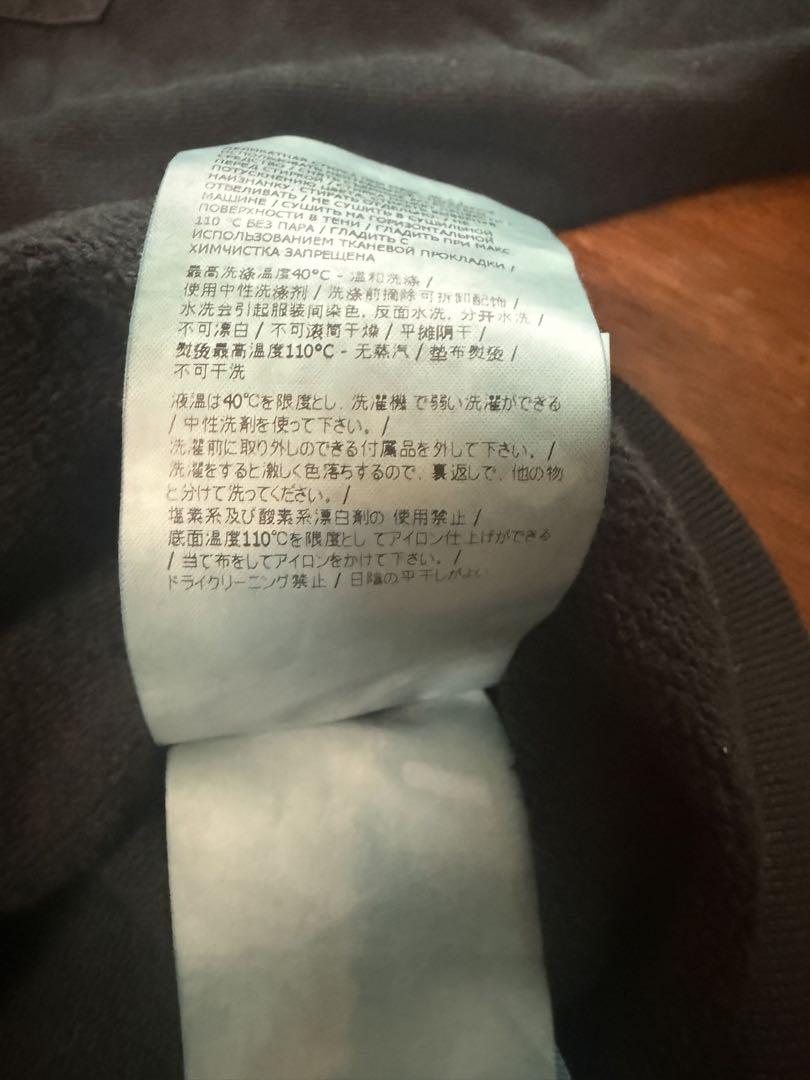 ДЕЛИКАТНАЯ
ИСПОЛЬЗОВАТЬ
СРЕДСТВО /
ПЕРЕД
ПОТУСКНЕНИЮ
НАИЗНАНКУ, СТИРАТЬ
ОТБЕЛИВАТЬ / НЕ СУШИТЬ В СУШИЛЬНОЙ
МАШИНЕ / СУШИТЬ НА ГОРИЗОНТАЛЬНОЙ
ПОВЕРХНОСТИ В ТЕНИ / ГЛАДИТЬ ПРИ МАКС
110 °C БЕЗ ПАРА / ГЛАДИТЬ С
ИСПОЛЬЗОВАНИЕМ ТКАНЕВОЙ ПРОКЛАДКИ /
ХИМЧИСТКА ЗАПРЕЩЕНА
最高洗涤温度40°C - 温和洗涤 /
使用中性洗涤剂 / 洗涤前摘除可拆卸配饰 /
水洗会引起服装间染色, 反面水洗, 分开水洗 /
不可漂白 / 不可滚筒干燥 / 平摊阴干 /
熨烫最高温度110°C - 无蒸汽 / 垫布熨烫 /
不可干洗
液温は40℃を限度とし、洗濯機 で弱い洗濯ができる
/ 中性洗剤を使って下さい。 /
洗濯前に取り外しのできる付属品を外して下さい。 /
洗濯をすると激しく色落ちするので、裏返しで、他の物
と分けて洗ってください。 /
塩素系及び酸素系漂白剤の 使用禁止 /
底面温度110℃を限度とし てアイロン仕上げができる
/ 当て布をしてアイロンをかけて下さい。 /
ドライクリーニング禁止 / 日陰の平干しがよい